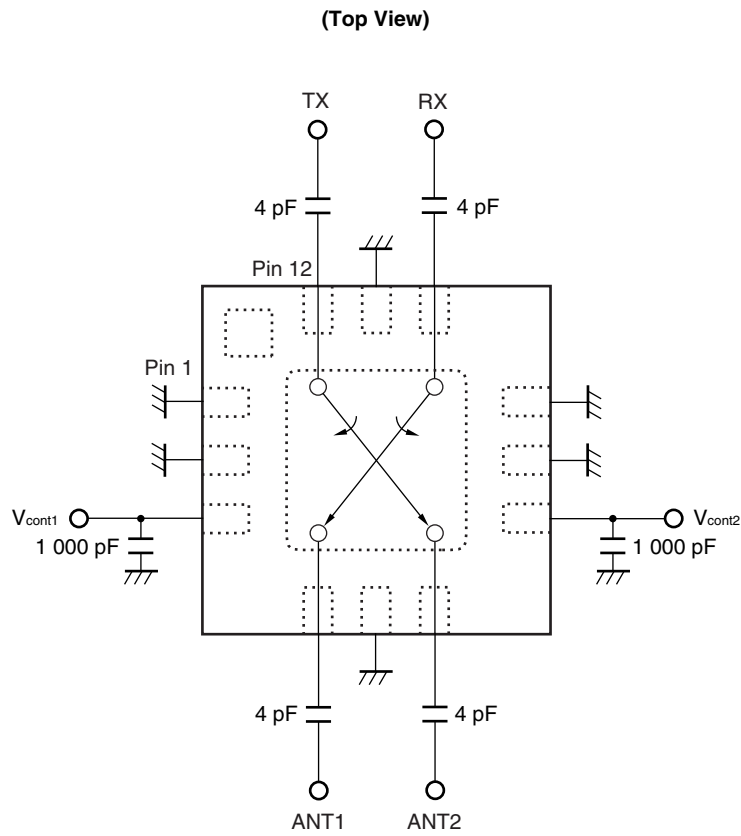 (Top View)
TX
RX
4 pF
4 pF
Pin 12
Pin 1
Vcont1
Vcont2
1 000 pF
1 000 pF
4 pF
4 pF
ANT1
ANT2